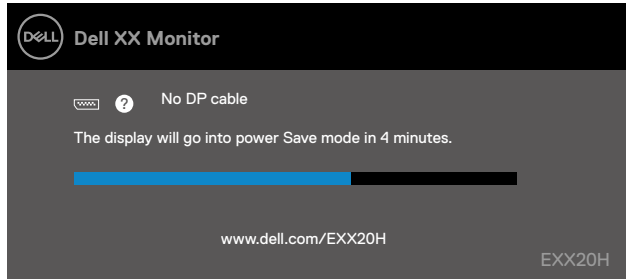 DELL Dell XX Monitor
? No DP cable
The display will go into power Save mode in 4 minutes.
www.dell.com/EXX20H
EXX20H